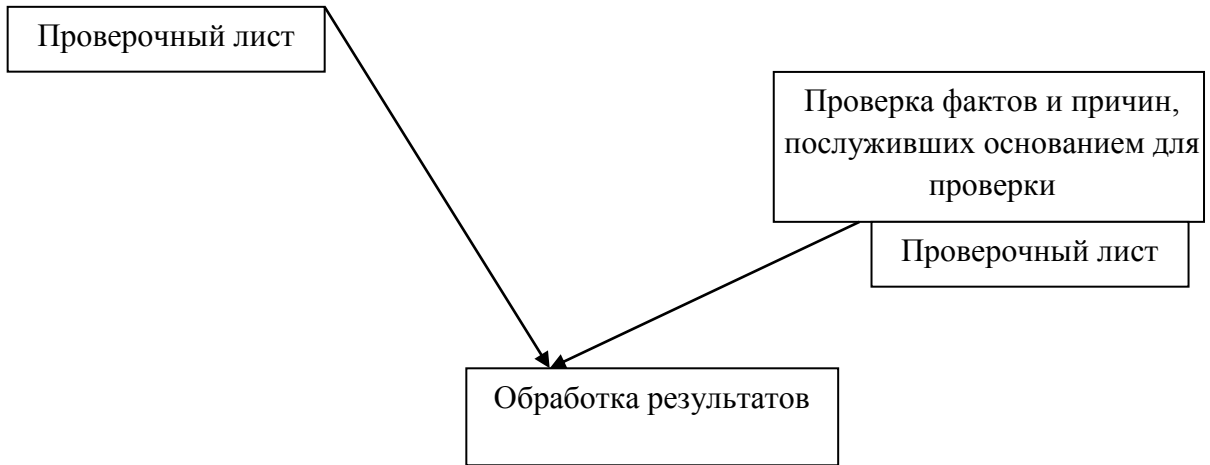 Проверочный лист
Проверка фактов и причин,
послуживших основанием для
проверки
Проверочный лист
Обработка результатов